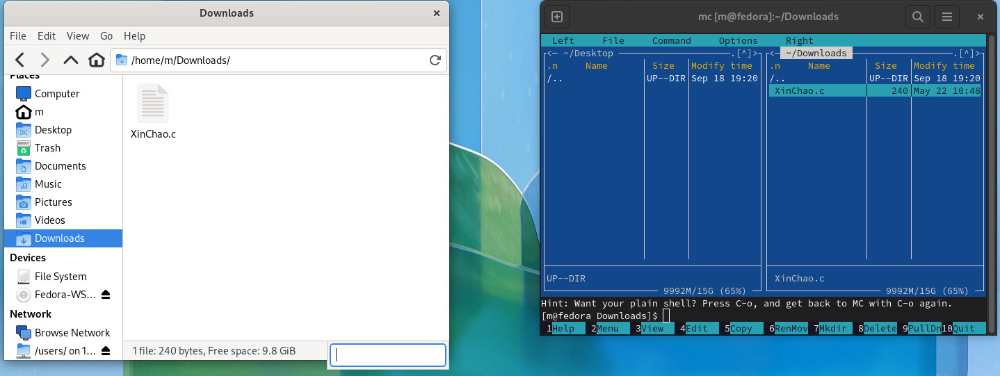 Downloads
File Edit View Go Help
/home/m/Downloads/
Places
Computer
m
Desktop
Trash
Documents
Music
Pictures
Videos
Downloads
Devices
File System
Fedora-WS...
Network
Browse Network
/users/ on 1...
XinChao.c
1 file: 240 bytes, Free space: 9.8 GiB
mc [m@fedora]:~/Downloads
Left File Command Options Right
<─ ~/Desktop ─.[^]>
.n Name Size Modify time
/.. UP--DIR Sep 18 19:20
UP--DIR
9992M/15G (65%)
<─ ~/Downloads ─.[^]>
.n Name Size Modify time
/.. UP--DIR Sep 18 19:20
XinChao.c 240 May 22 10:48
XinChao.c
9992M/15G (65%)
Hint: Want your plain shell? Press C-o, and get back to MC with C-o again.
[m@fedora Downloads]$
1Help 2Menu 3View 4Edit 5Copy 6RenMov 7Mkdir 8Delete 9PullDn 10Quit